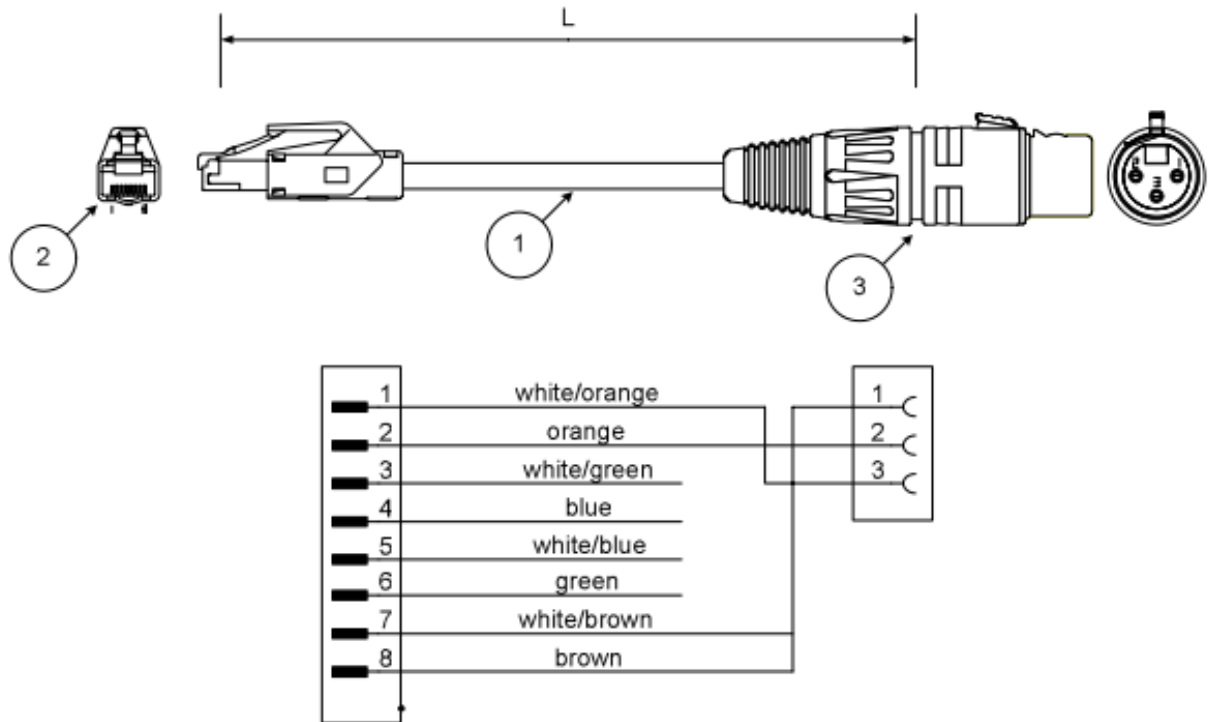 L
2
1
3
1 white/orange 1
2 orange 2
3 white/green 3
4 blue
5 white/blue
6 green
7 white/brown
8 brown